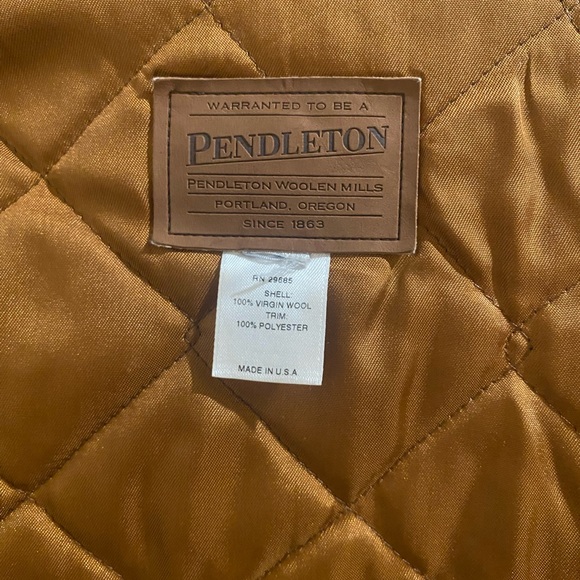 WARRANTED TO BE A
PENDLETON
PENDLETON WOOLEN MILLS
PORTLAND, OREGON
SINCE 1863
RN 29685
SHELL:
100% VIRGIN WOOL
TRIM:
100% POLYESTER
MADE IN U.S.A